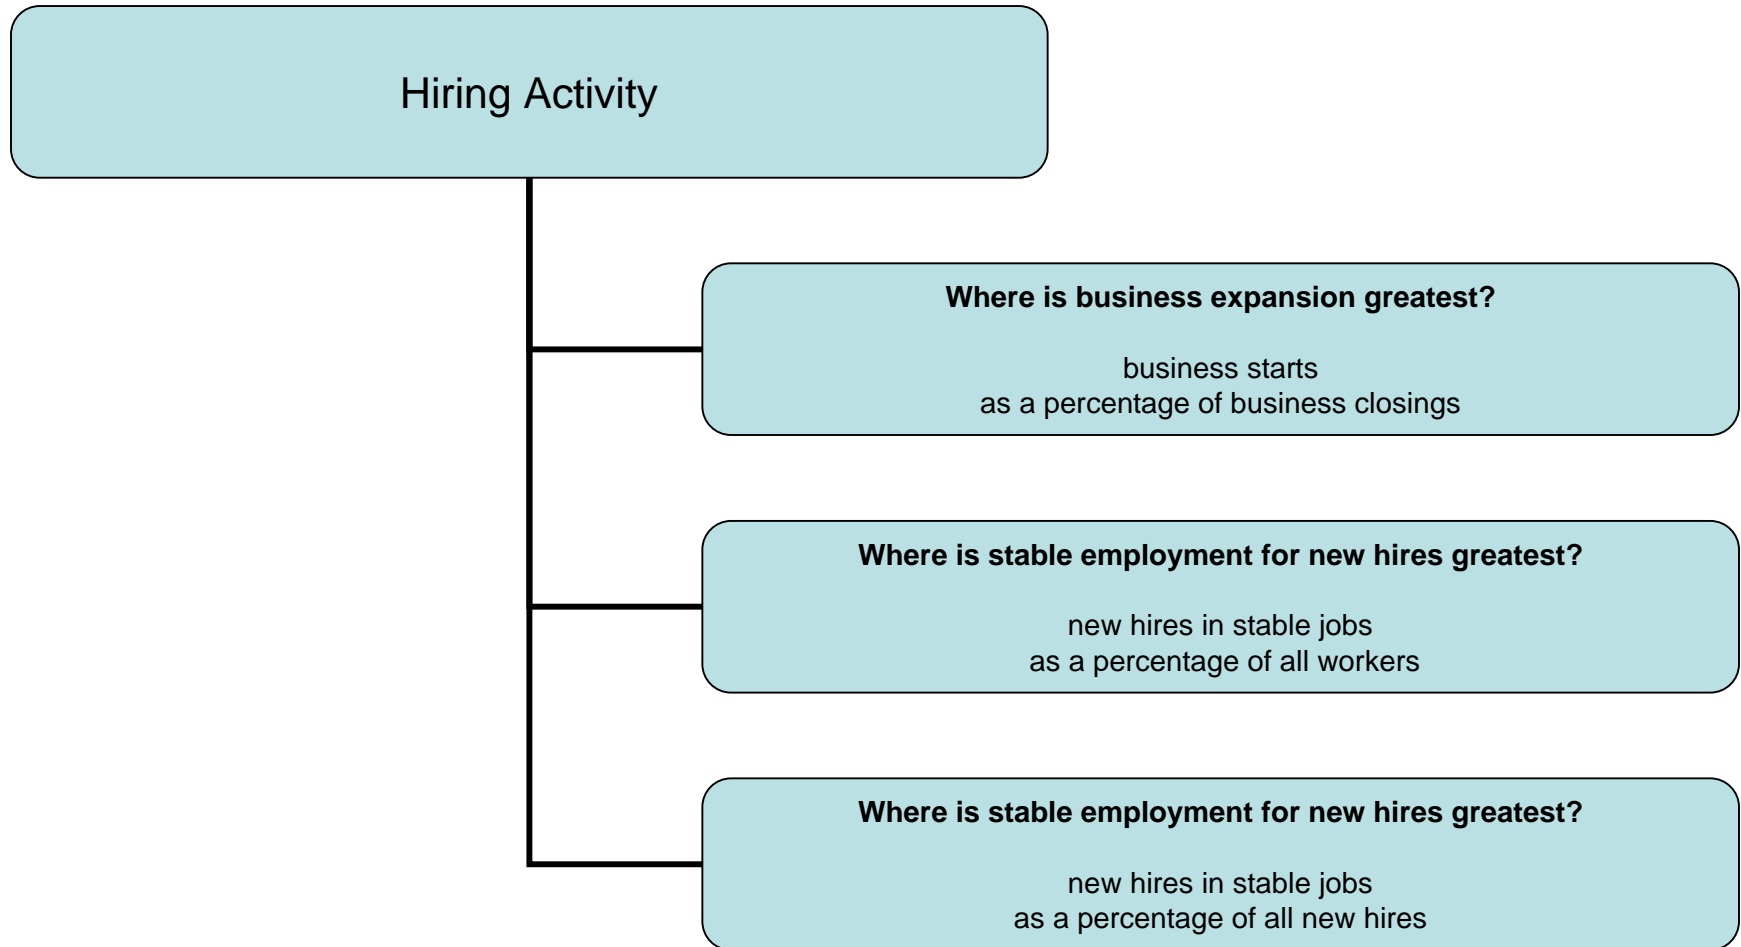 Hiring Activity
Where is business expansion greatest?
business starts
as a percentage of business closings
Where is stable employment for new hires greatest?
new hires in stable jobs
as a percentage of all workers
Where is stable employment for new hires greatest?
new hires in stable jobs
as a percentage of all new hires